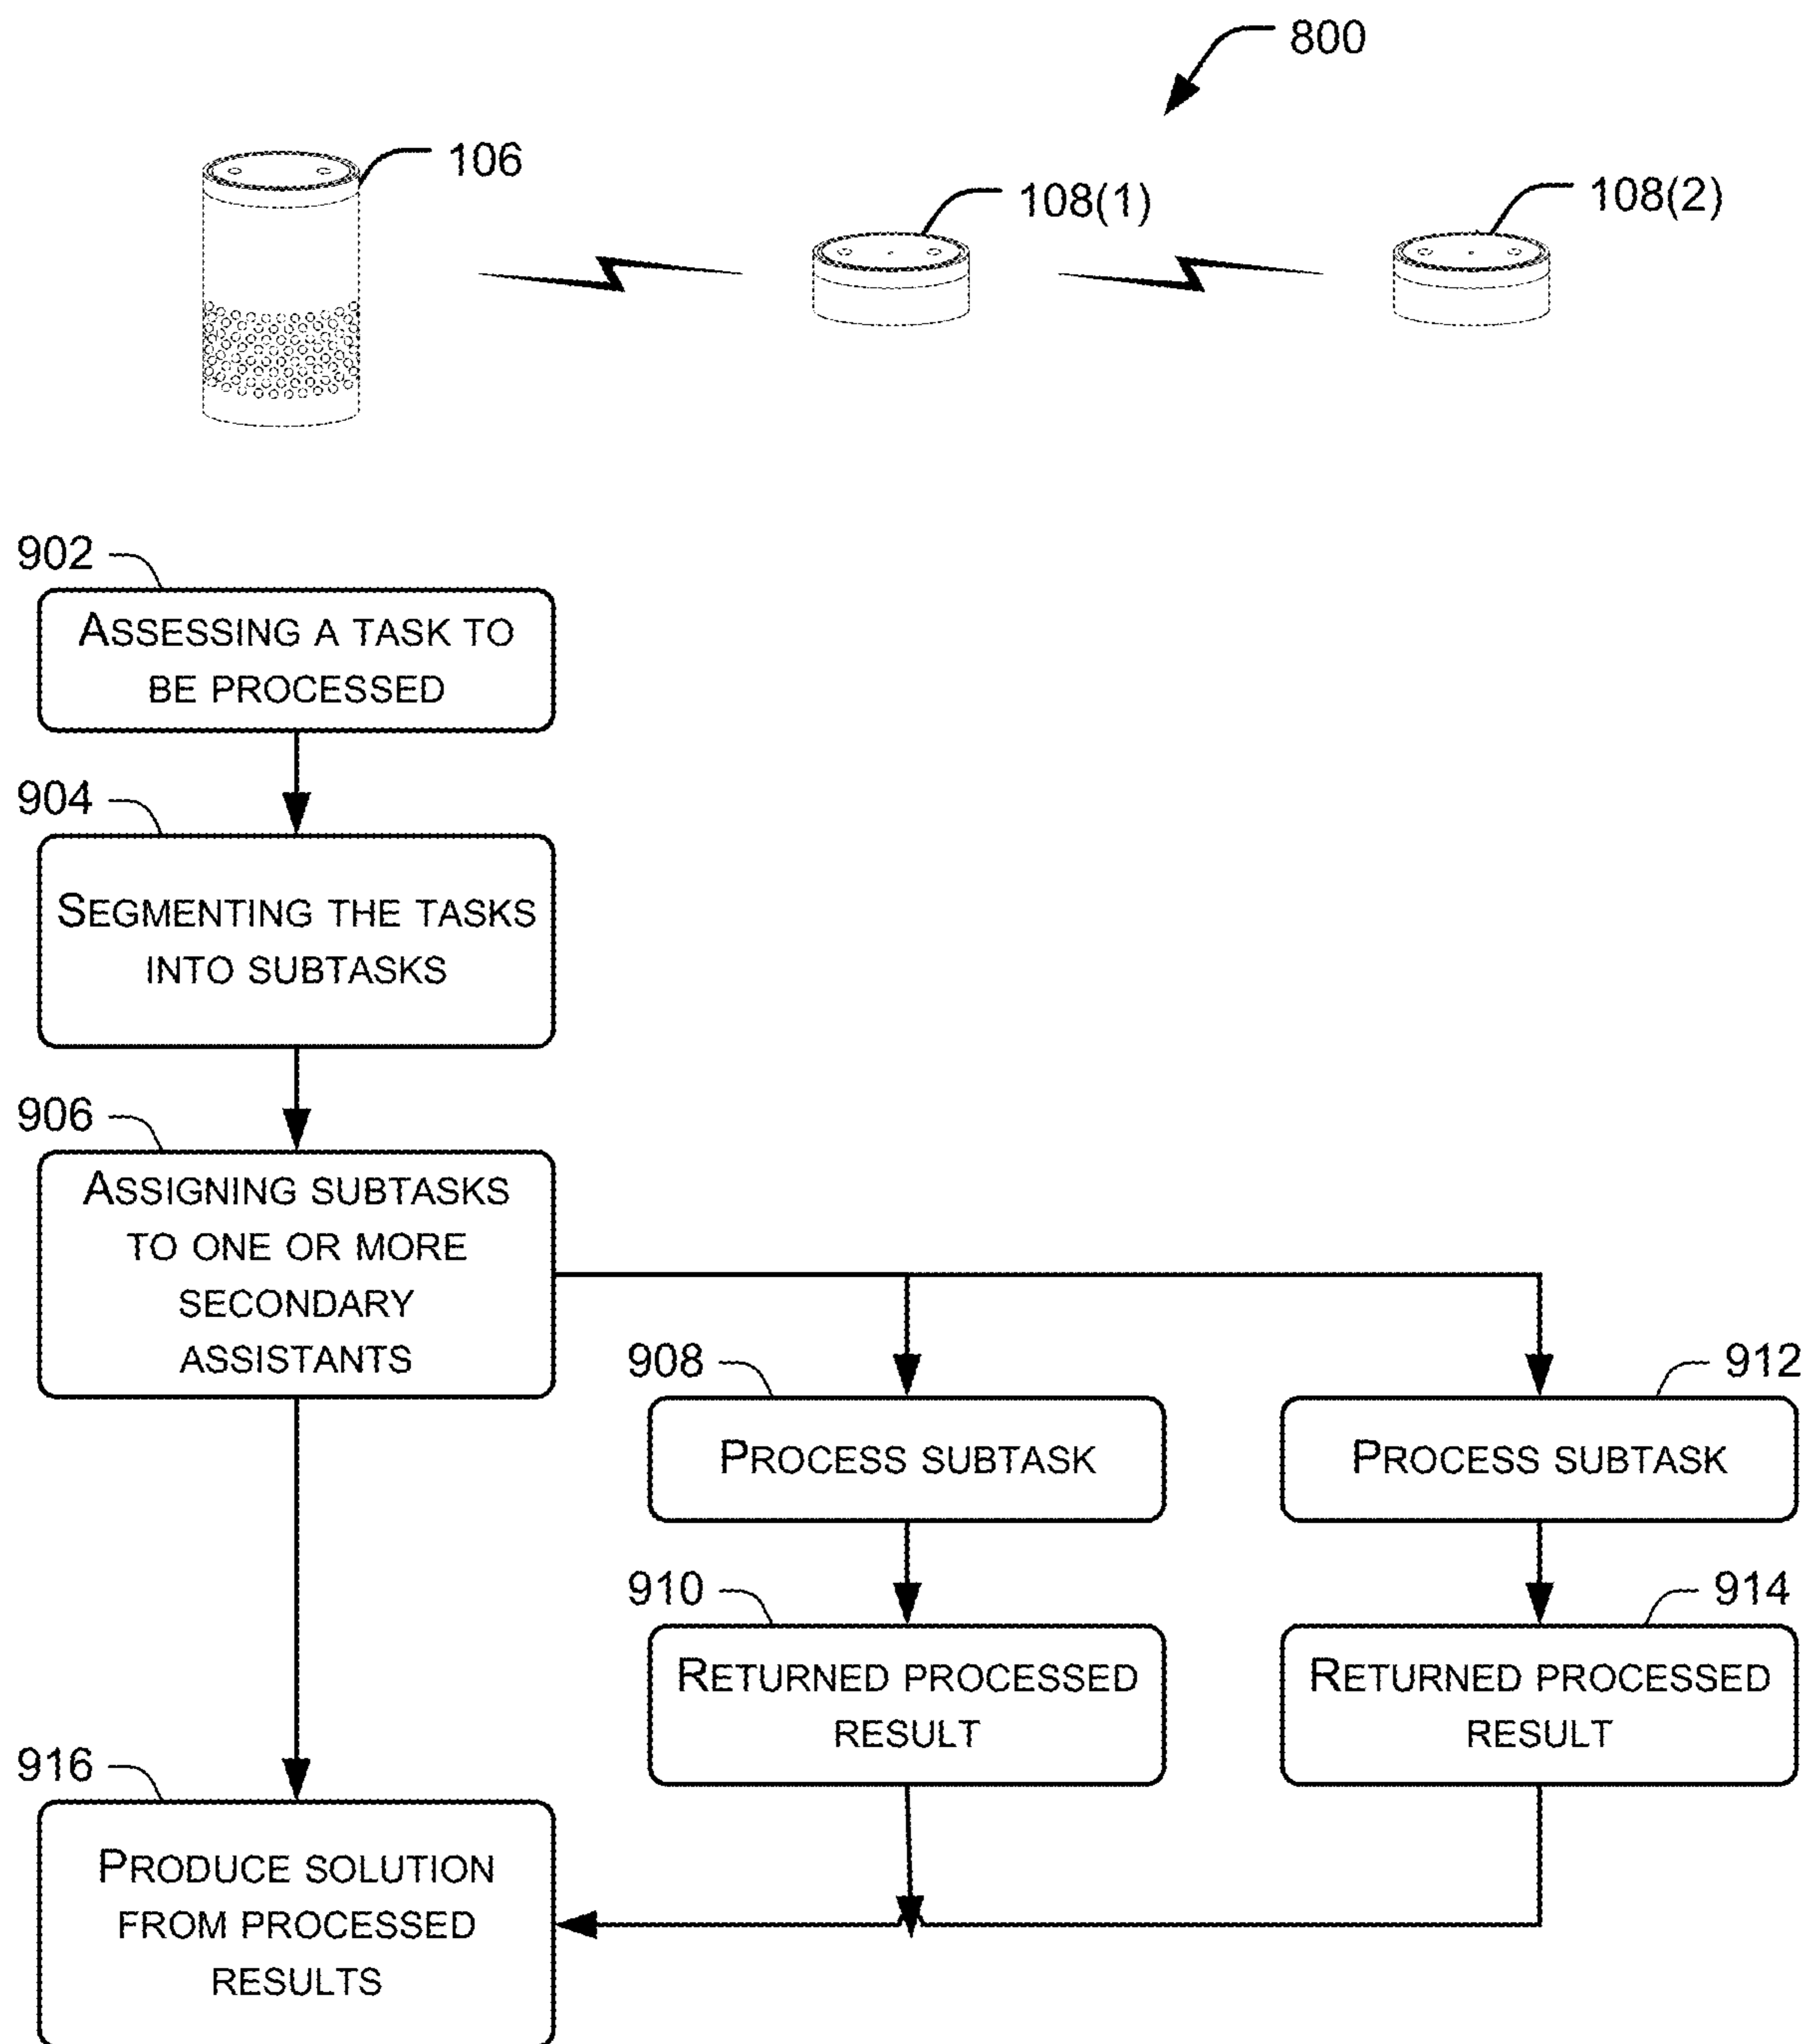 800
106
108(1)
108(2)
902
ASSESSING A TASK TO
BE PROCESSED
904
SEGMENTING THE TASKS
INTO SUBTASKS
906
ASSIGNING SUBTASKS
TO ONE OR MORE
SECONDARY
ASSISTANTS
908
PROCESS SUBTASK
912
PROCESS SUBTASK
910
RETURNED PROCESSED
RESULT
914
RETURNED PROCESSED
RESULT
916
PRODUCE SOLUTION
FROM PROCESSED
RESULTS